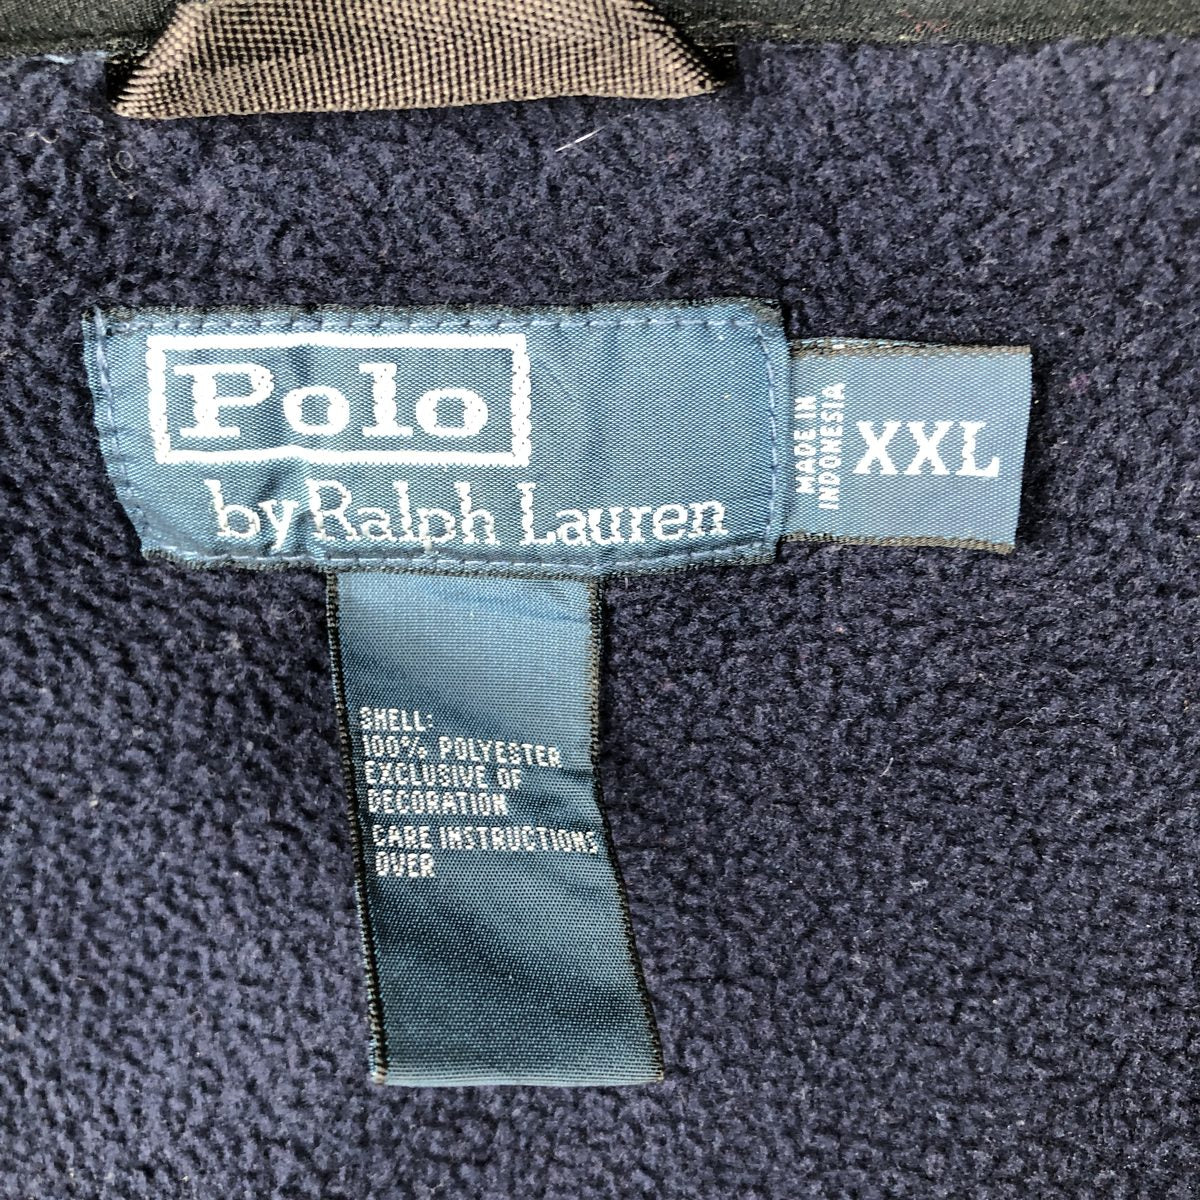 Polo
by Ralph Lauren
MADE IN
INDONESIA
XXL
SHELL:
100% POLYESTER
EXCLUSIVE OF
DECORATION
CARE INSTRUCTIONS
OVER